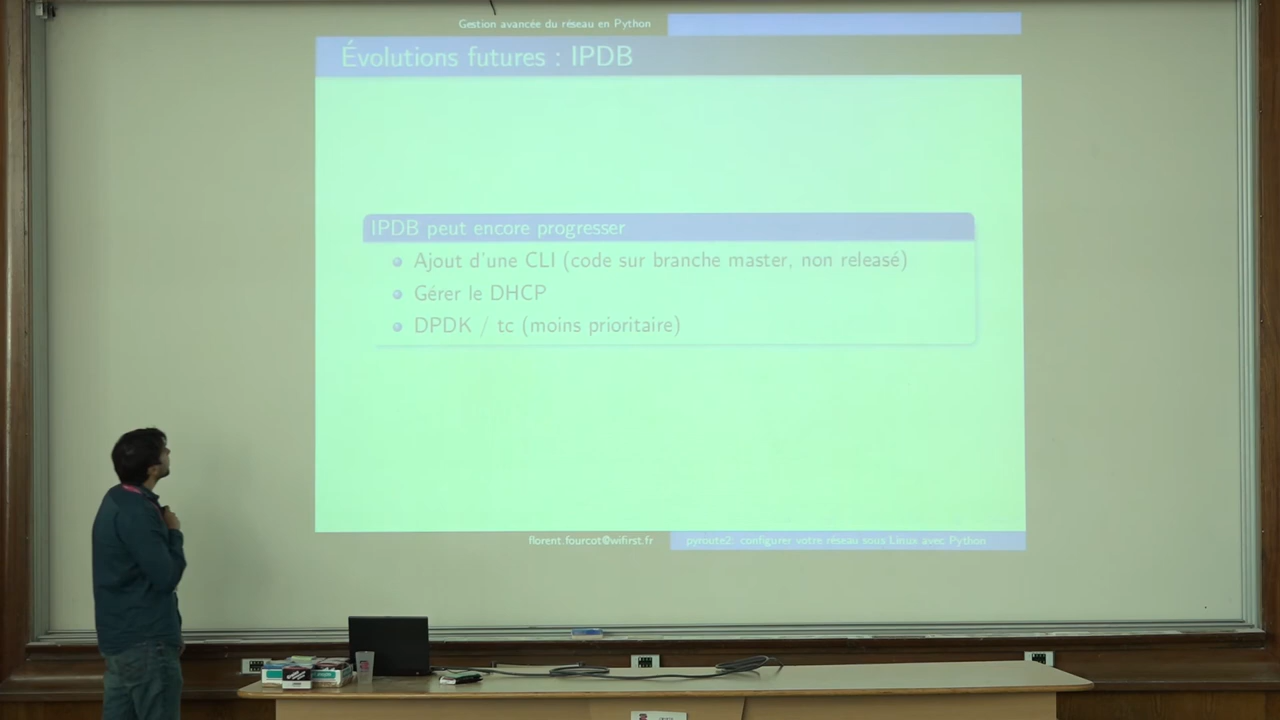 Gestion avancée du réseau en Python
Évolutions futures : IPDB
IPDB peut encore progresser
Ajout d'une CLI (code sur branche master, non releasé)
Gérer le DHCP
DPDK / tc (moins prioritaire)
florent.fourcot@wifirst.fr
pyroute2: configurer votre réseau sous Linux avec Python